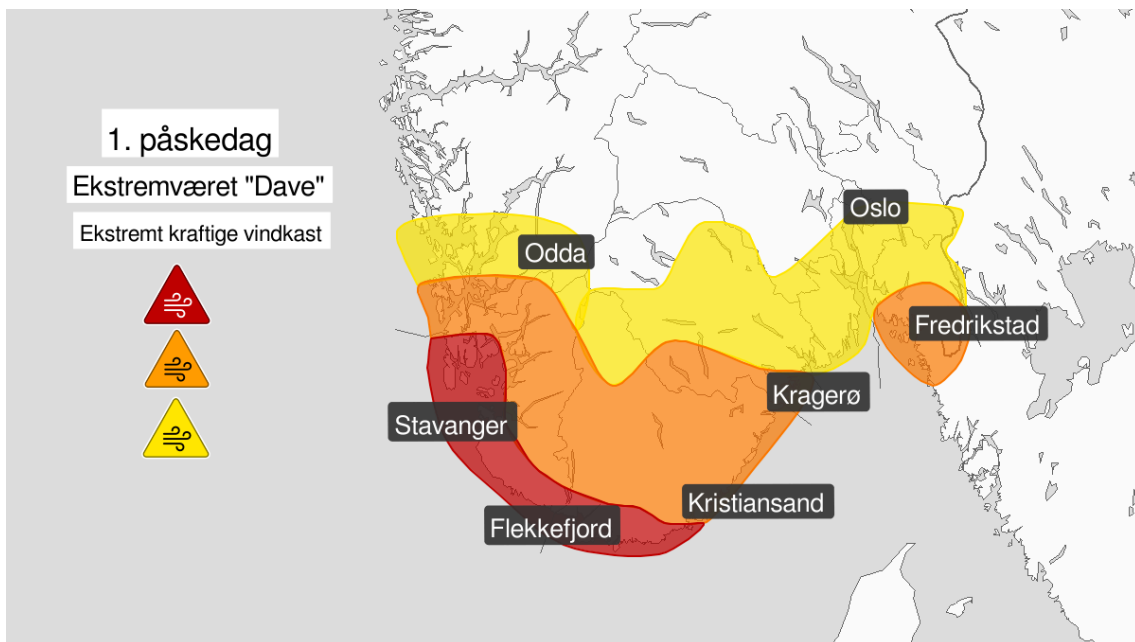 1. påskedag
Ekstremværet "Dave"
Ekstremt kraftige vindkast
Oslo
Odda
Fredrikstad
Kragerø
Stavanger
Kristiansand
Flekkefjord